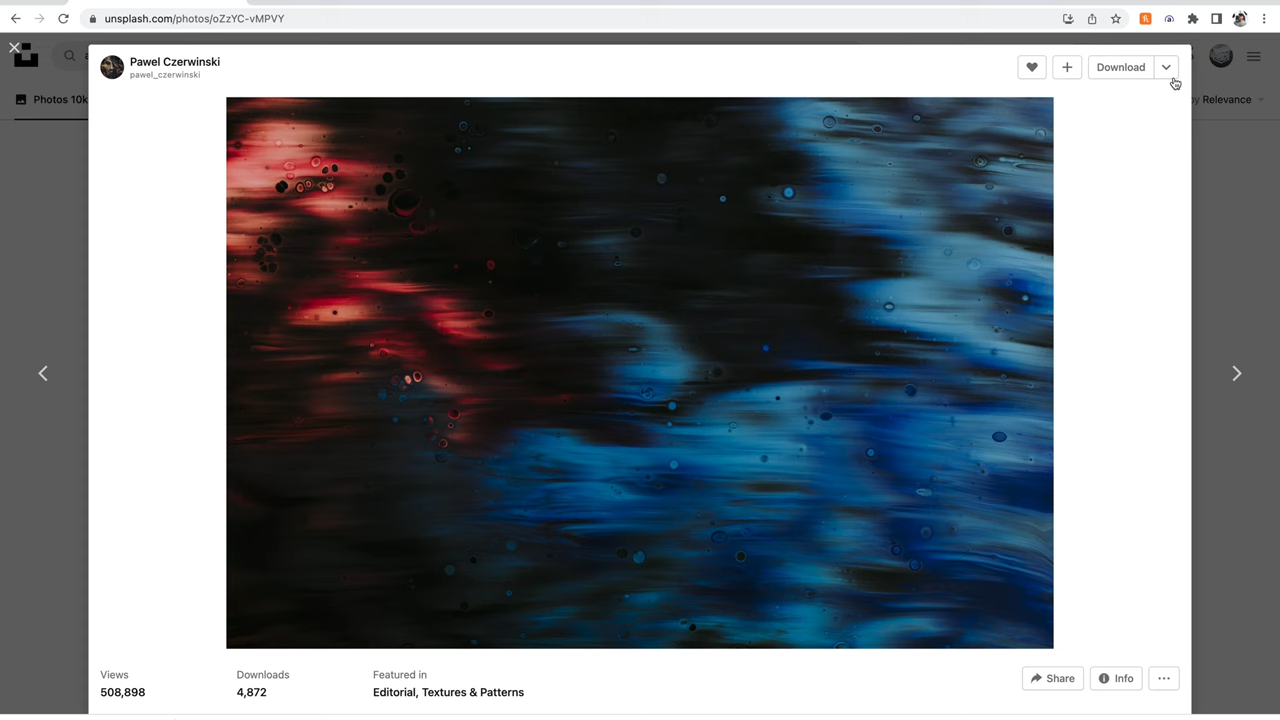 unsplash.com/photos/oZzYC-vMPVY
Pawel Czerwinski
pawel_czerwinski
Download
Photos 10k
by Relevance
Views
Downloads
Featured in
508,898
4,872
Editorial, Textures & Patterns
Share
Info